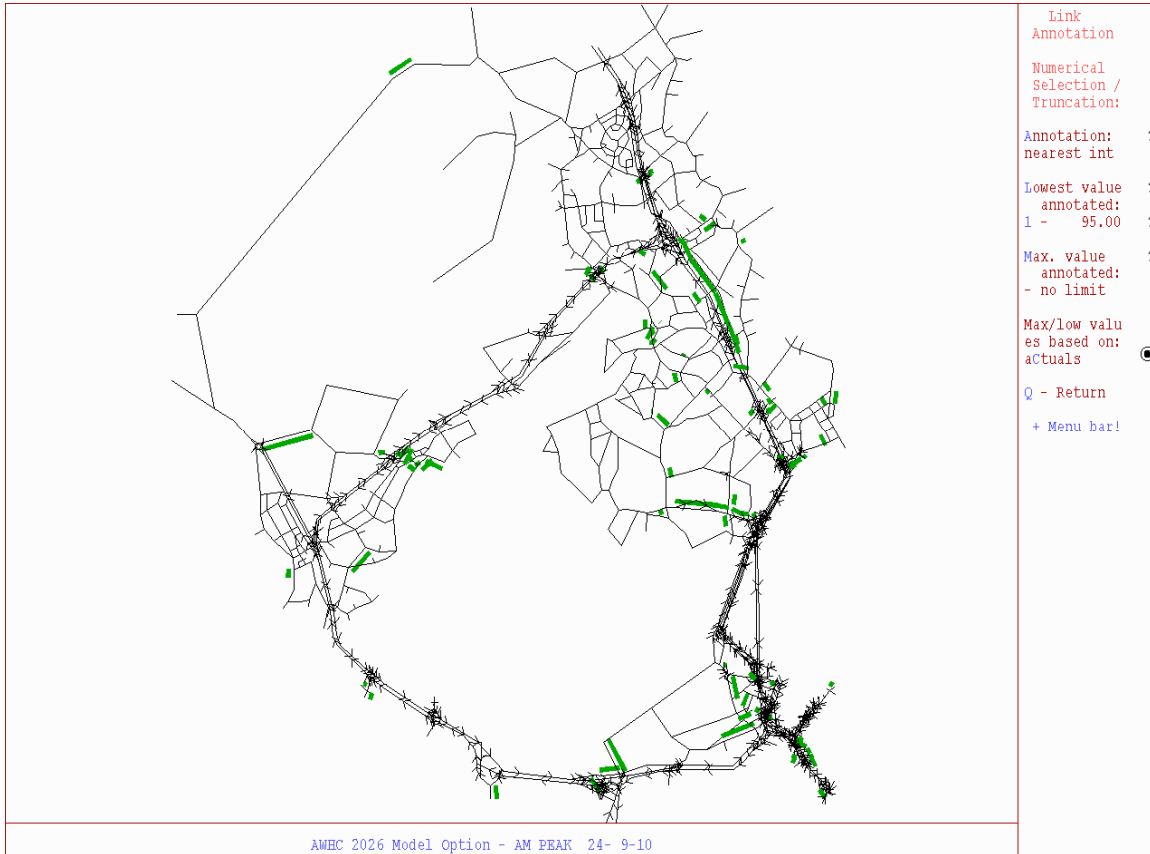 Link
Annotation
Numerical
Selection /
Truncation:
Annotation: ?
nearest int
Lowest value ?
annotated:
1 - 95.00 ?
Max. value ?
annotated:
- no limit
Max/low valu
es based on:
aCtuals
Q - Return
+ Menu bar!
AWHC 2026 Model Option - AM PEAK 24- 9-10